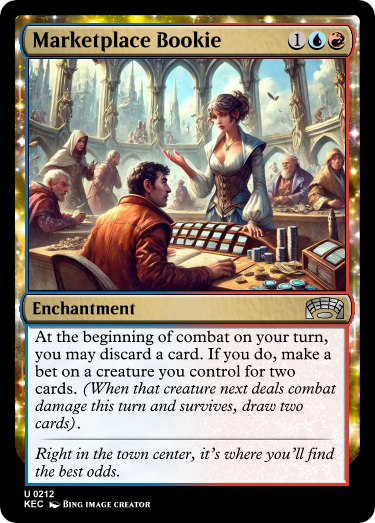 Marketplace Bookie 1
Enchantment
At the beginning of combat on your turn,
you may discard a card. If you do, make a
bet on a creature you control for two
cards. (When that creature next deals combat
damage this turn and survives, draw two
cards).
Right in the town center, it's where you'll find
the best odds.
U 0212
KEC Bing image creator